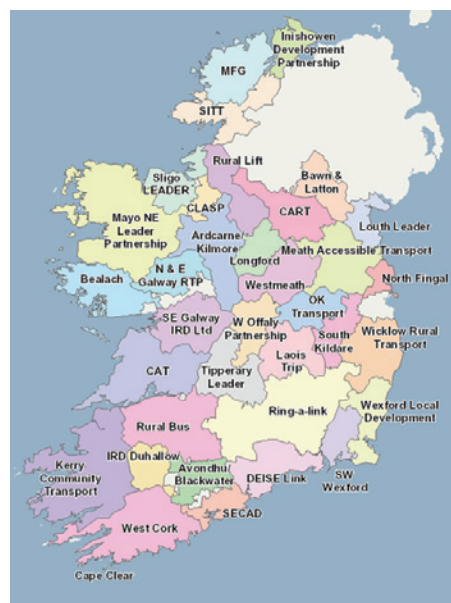 Inishowen
Development
Partnership
MFG
SITT
Rural Lift
Sligo
LEADER
Bawn &
Latton
CLASP
CART
Mayo NE
Leader
Partnership
Ardcarne/
Kilmore
Louth Leader
Longford
Meath Accessible Transport
Bealach
N & E
Galway RTP
Westmeath
North Fingal
OK
Transport
SE Galway
IRD Ltd
W Offaly
Partnership
South
Kildare
Wicklow Rural
Transport
Laois
Trip
CAT
Tipperary
Leader
Ring-a-link
Wexford Local
Development
Rural Bus
IRD Duhallow
Kerry
Community
Transport
Avondhu/
Blackwater
DEISE Link
SW
Wexford
SECAD
West Cork
Cape Clear